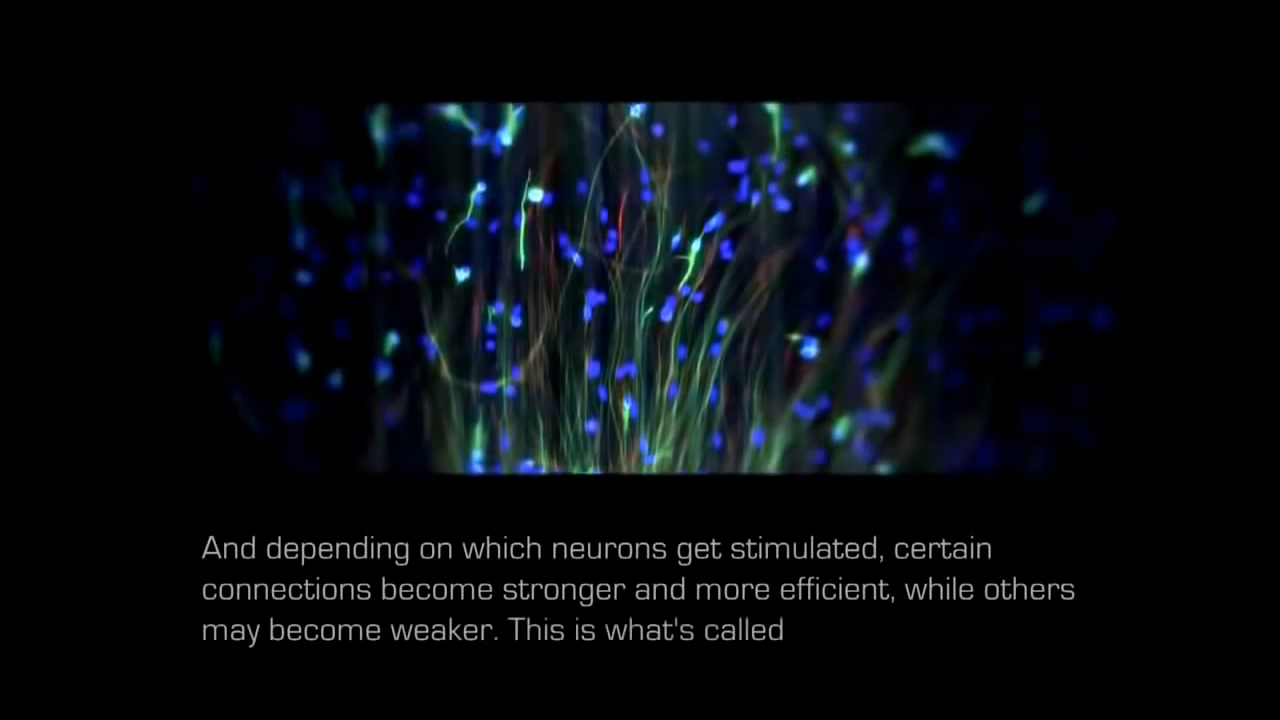 And depending on which neurons get stimulated, certain
connections become stronger and more efficient, while others
may become weaker. This is what's called